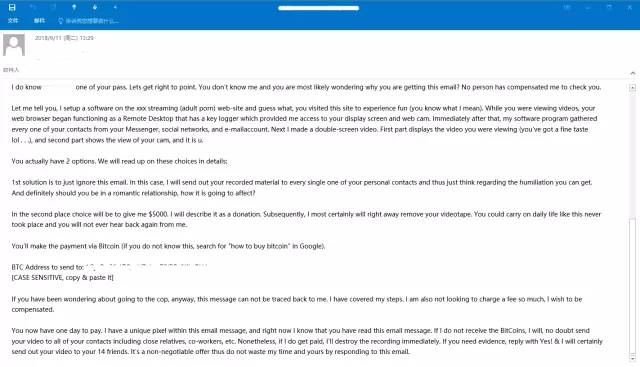 文件 邮件 告诉我您想要做什么...
2018/9/11 (周二) 13:29
收件人
I do know one of your pass. Lets get right to point. You don't know me and you are most likely wondering why you are getting this email? No person has compensated me to check you.
Let me tell you, I setup a software on the xxx streaming (adult porn) web-site and guess what, you visited this site to experience fun (you know what I mean). While you were viewing videos, your
web browser began functioning as a Remote Desktop that has a key logger which provided me access to your display screen and web cam. Immediately after that, my software program gathered
every one of your contacts from your Messenger, social networks, and e-mailaccount. Next I made a double-screen video. First part displays the video you were viewing (you've got a fine taste
lol . . .), and second part shows the view of your cam, and it is u.
You actually have 2 options. We will read up on these choices in details:
1st solution is to just ignore this email. In this case, I will send out your recorded material to every single one of your personal contacts and thus just think regarding the humiliation you can get.
And definitely should you be in a romantic relationship, how it is going to affect?
In the second place choice will be to give me $5000. I will describe it as a donation. Subsequently, I most certainly will right away remove your videotape. You could carry on daily life like this never
took place and you will not ever hear back again from me.
You'll make the payment via Bitcoin (if you do not know this, search for "how to buy bitcoin" in Google).
BTC Address to send to:
[CASE SENSITIVE, copy & paste it]
If you have been wondering about going to the cop, anyway, this message can not be traced back to me. I have covered my steps. I am also not looking to charge a fee so much, I wish to be
compensated.
You now have one day to pay. I have a unique pixel within this email message, and right now I know that you have read this email message. If I do not receive the BitCoins, I will, no doubt send
your video to all of your contacts including close relatives, co-workers, etc. Nonetheless, if I do get paid, I'll destroy the recording immediately. If you need evidence, reply with Yes! & I will certainly
send out your video to your 14 friends. It's a non-negotiable offer thus do not waste my time and yours by responding to this email.